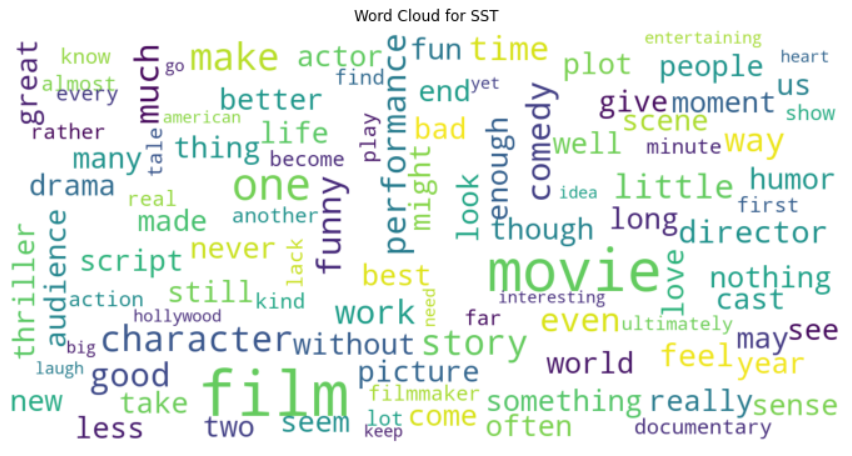 Word Cloud for SST
great
know
almost
every
much
go
make
actor
find
performance
fun
time
end
yet
plot
entertaining
people
heart
us
show
rather
american
better
many
tale
thing
life
become
play
bad
might
look
enough
comedy
well
give
moment
scene
minute
way
drama
real
made
one
another
funny
idea
little
humor
first
though
long
director
thriller
audience
script
never
lack
best
movie
love
nothing
cast
action
still
kind
work
need
interesting
hollywood
far
even
ultimately
may
see
big
character
without
story
world
feel
year
laugh
good
film
picture
filmmaker
new
take
lot
come
something
really
sense
less
two
seem
keep
often
documentary